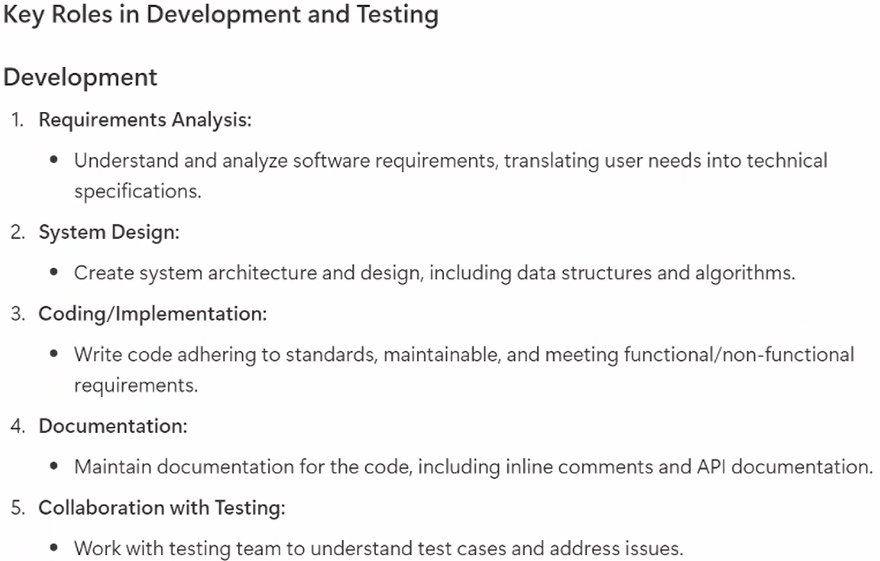 Key Roles in Development and Testing
Development
1. Requirements Analysis:
• Understand and analyze software requirements, translating user needs into technical
specifications.
2. System Design:
• Create system architecture and design, including data structures and algorithms.
3. Coding/Implementation:
• Write code adhering to standards, maintainable, and meeting functional/non-functional
requirements.
4. Documentation:
• Maintain documentation for the code, including inline comments and API documentation.
5. Collaboration with Testing:
• Work with testing team to understand test cases and address issues.